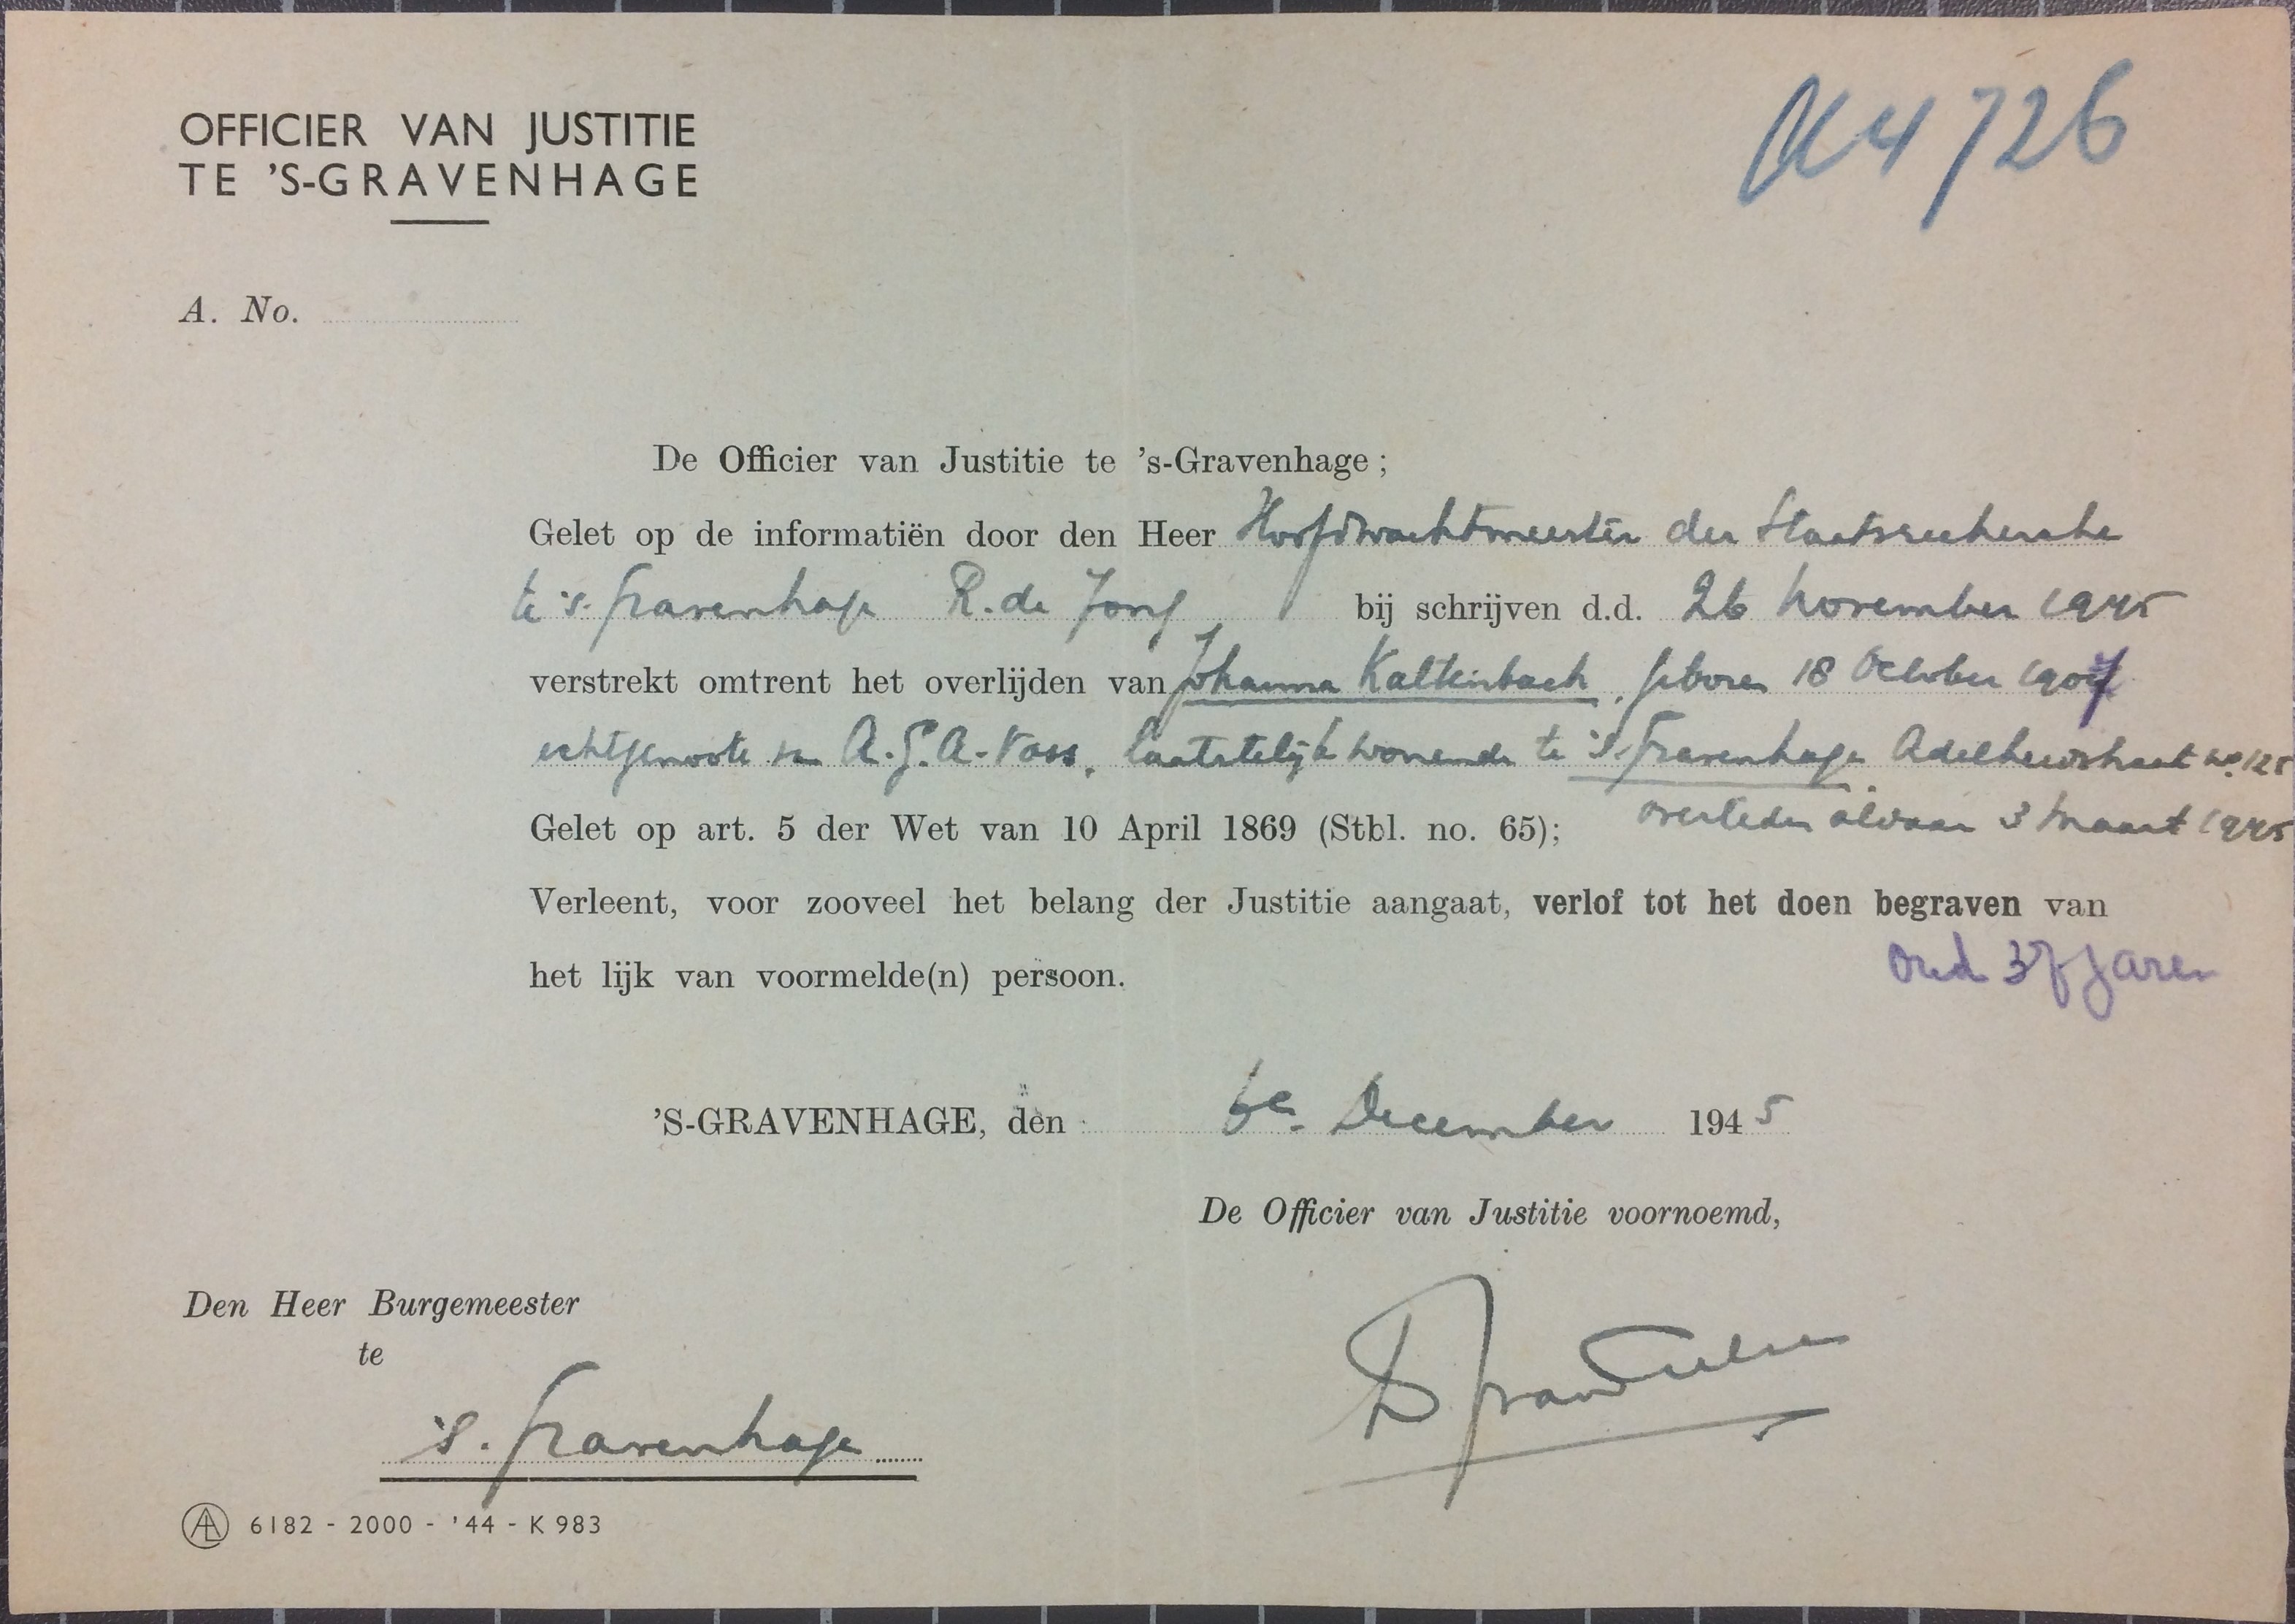 OFFICIER VAN JUSTITIE
TE 'S-GRAVENHAGE
4726
A. No.
De Officier van Justitie te 's-Gravenhage;
Gelet op de informatiën door den Heer Hoofdwachtmeester der Staatsrecherche
te 's-Gravenhage R. de Jong bij schrijven d.d. 26 November 1945
verstrekt omtrent het overlijden van Johanna Kaltenbach, geboren 18 October 1907
echtgenoote van A.G.A. Voss, laatstelijk wonende te 's-Gravenhage Adelheidstraat no. 125
overleden aldaar 3 Maart 1945
Gelet op art. 5 der Wet van 10 April 1869 (Stbl. no. 65);
Verleent, voor zooveel het belang der Justitie aangaat, verlof tot het doen begraven van
het lijk van voormelde(n) persoon.
Oud 37 Jaren
'S-GRAVENHAGE, den 6e December 1945
De Officier van Justitie voornoemd,
Den Heer Burgemeester
te
's-Gravenhage
AL 6182 - 2000 - '44 - K 983